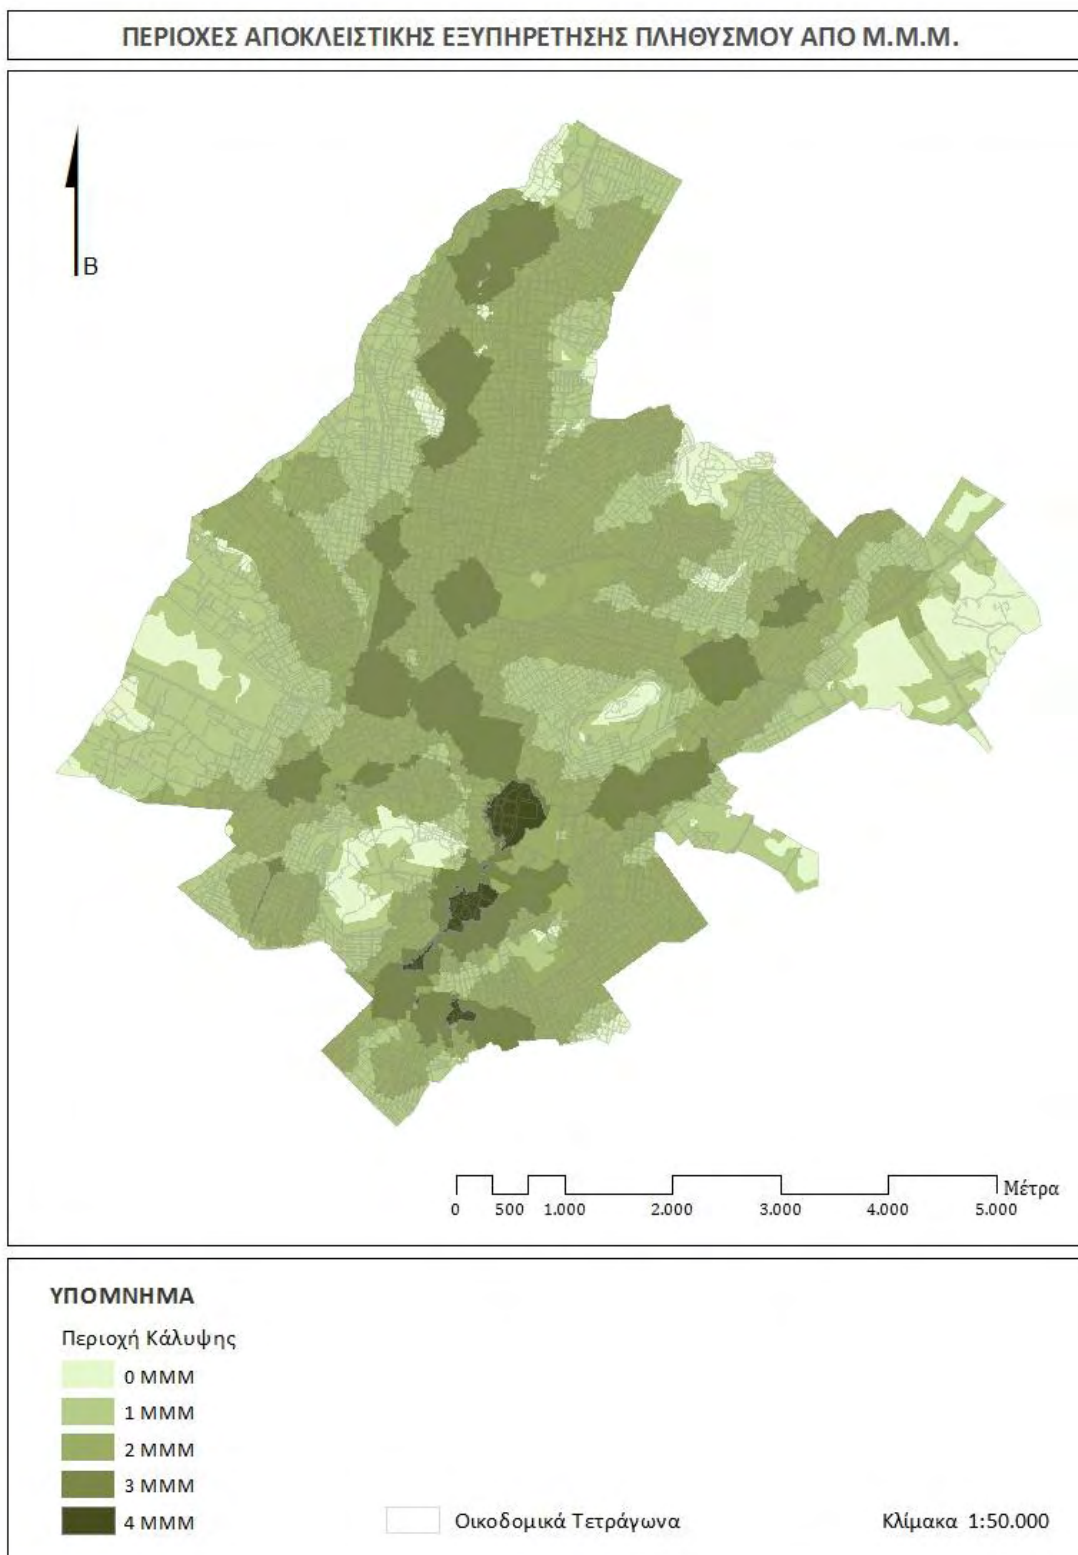 ΠΕΡΙΟΧΕΣ ΑΠΟΚΛΕΙΣΤΙΚΗΣ ΕΞΥΠΗΡΕΤΗΣΗΣ ΠΛΗΘΥΣΜΟΥ ΑΠΟ Μ.Μ.Μ.
Β
Μέτρα
0 500 1.000 2.000 3.000 4.000 5.000
ΥΠΟΜΝΗΜΑ
Περιοχή Κάλυψης
0 ΜΜΜ
1 ΜΜΜ
2 ΜΜΜ
3 ΜΜΜ
4 ΜΜΜ
Οικοδομικά Τετράγωνα
Κλίμακα 1:50.000